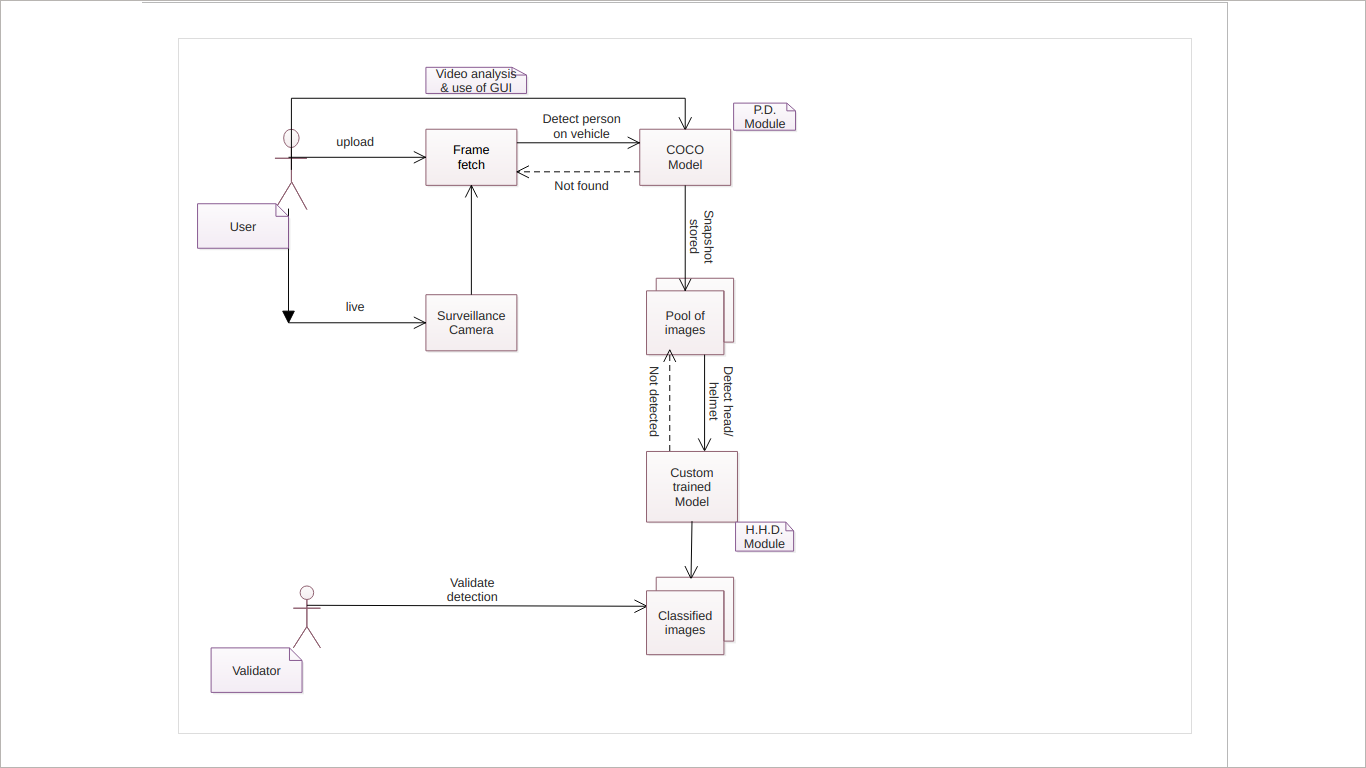 Video analysis
& use of GUI
P.D.
Module
Detect person
on vehicle
upload
Frame
fetch
COCO
Model
Not found
User
Snapshot
stored
live
Surveillance
Camera
Pool of
images
Not detected
Detect head/
helmet
Custom
trained
Model
H.H.D.
Module
Validate
detection
Classified
images
Validator